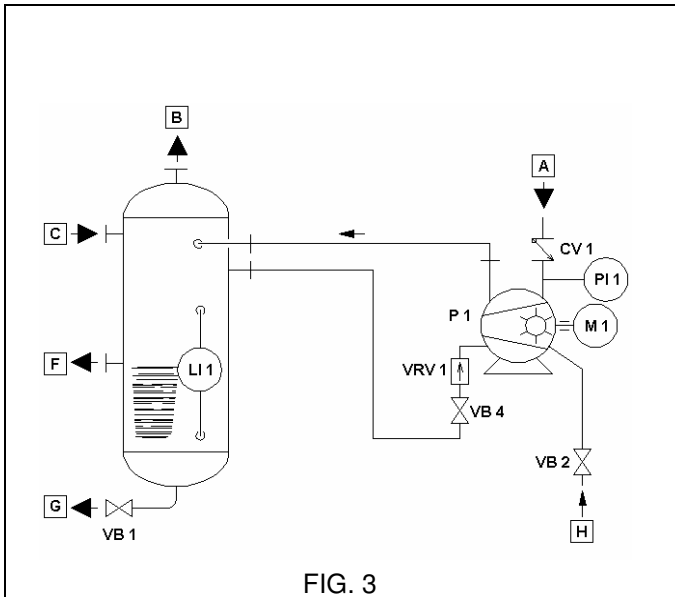 B
A
C
CV 1
PI 1
P 1
M 1
F
LI 1
VRV 1
VB 4
VB 2
G
VB 1
H
FIG. 3